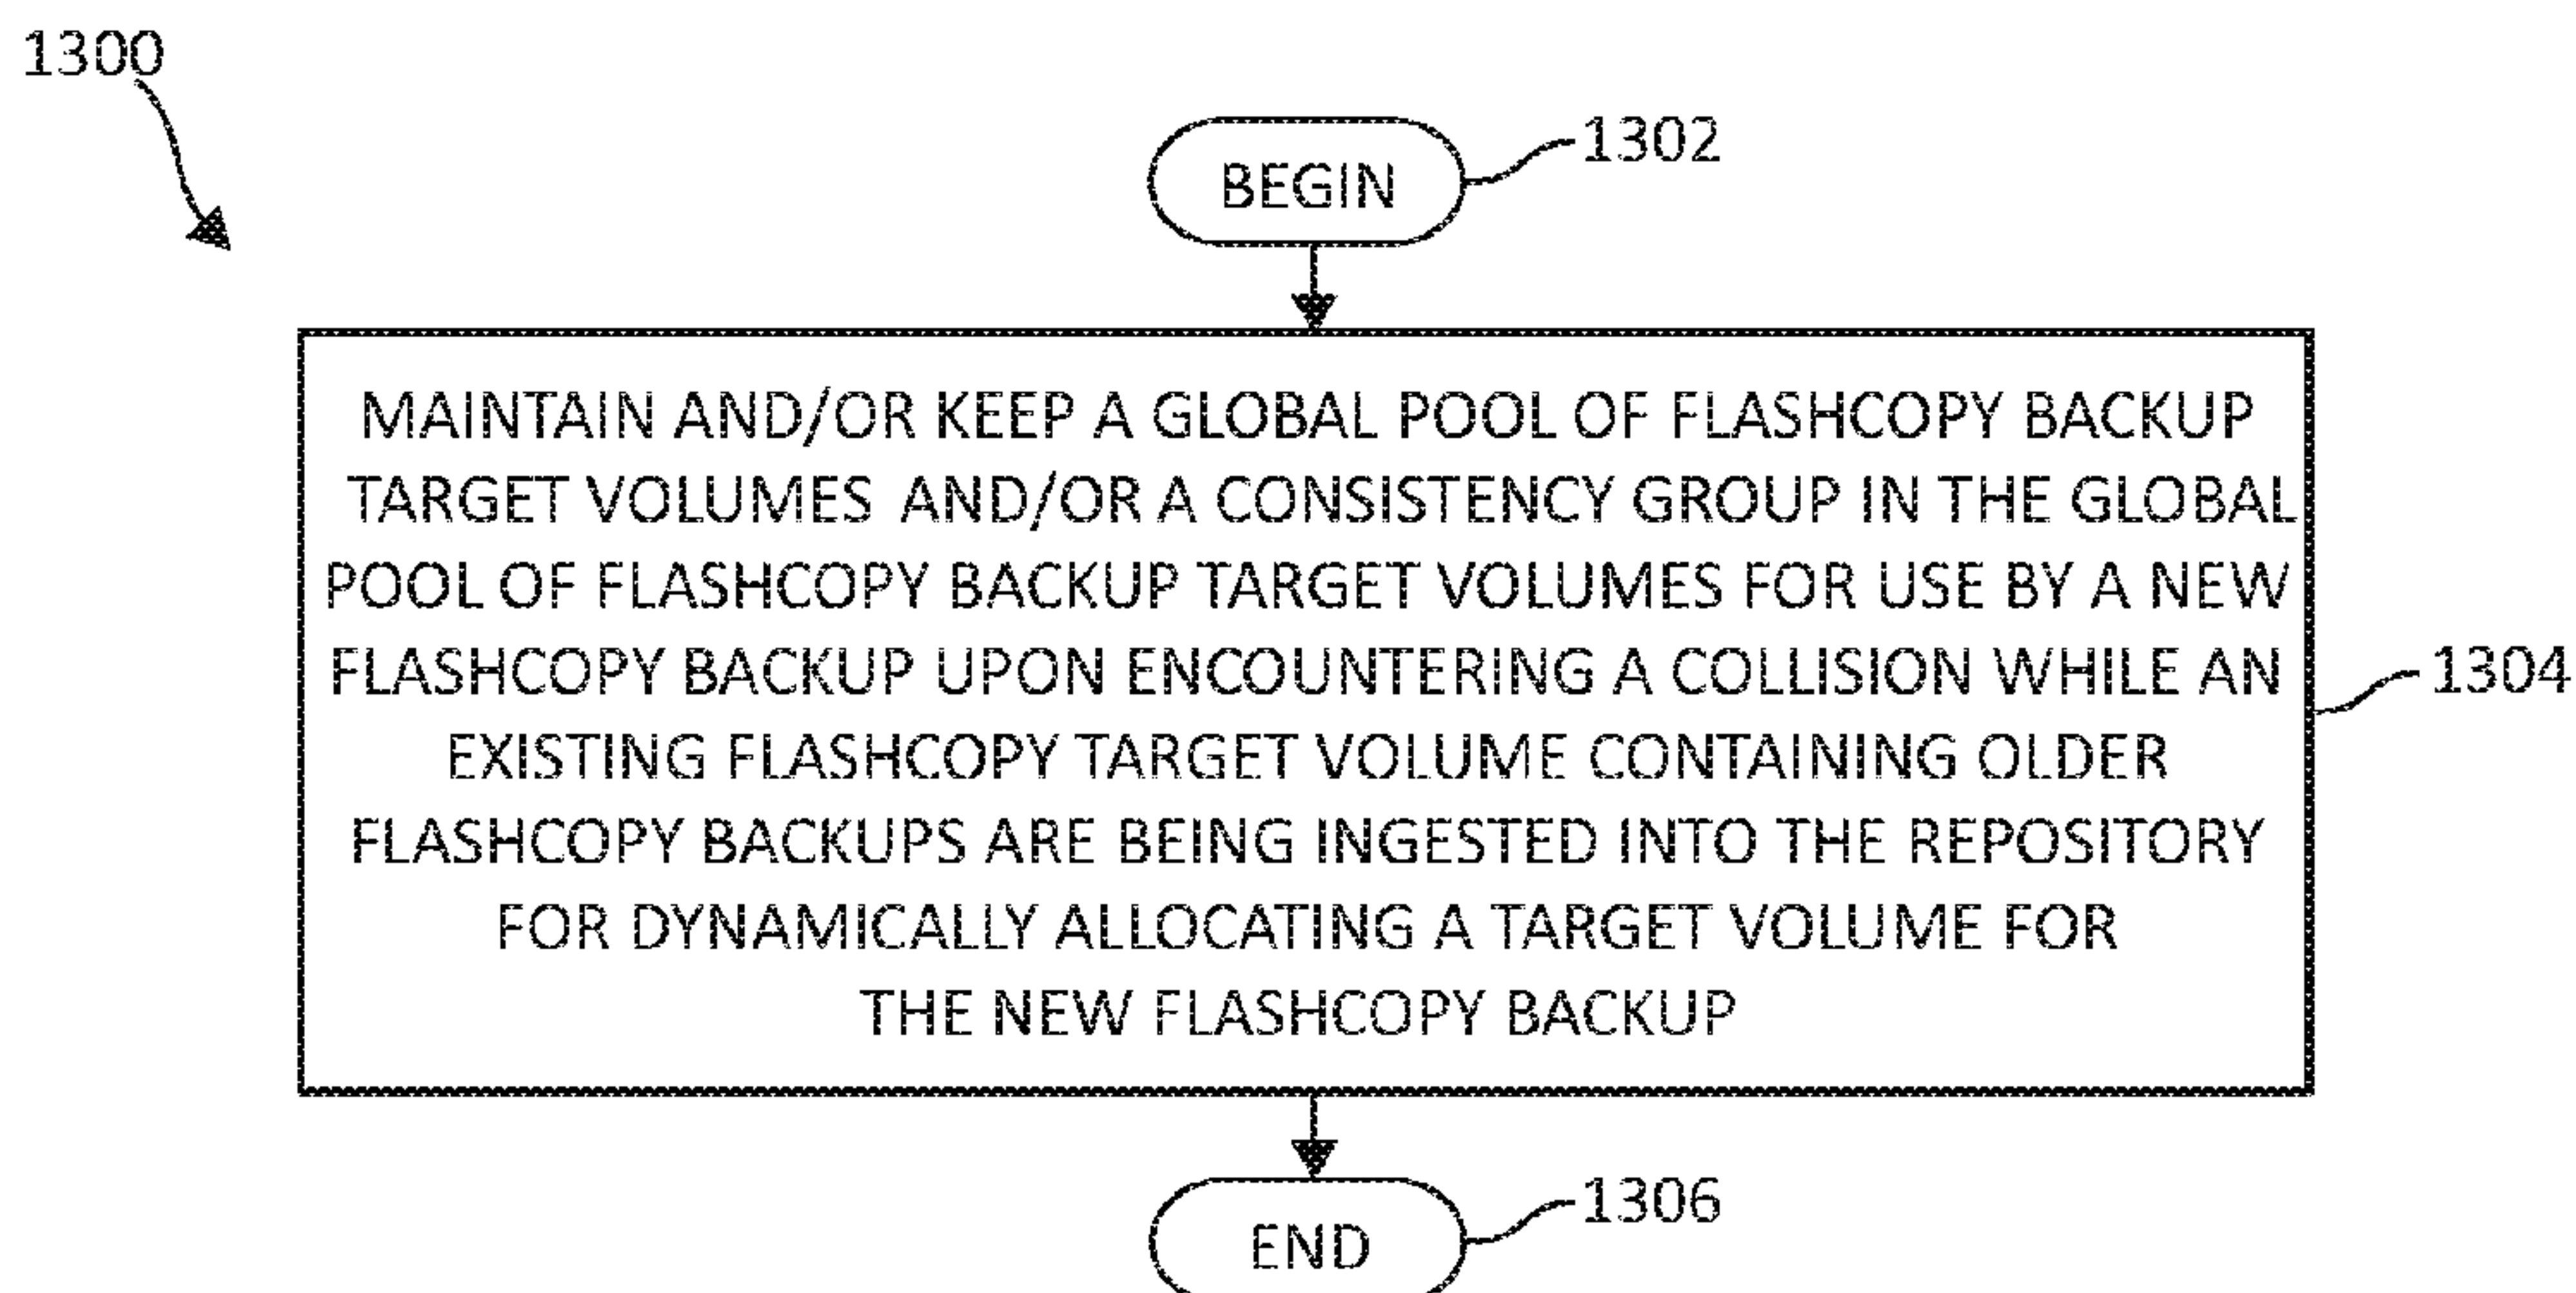 1300
BEGIN
1302
MAINTAIN AND/OR KEEP A GLOBAL POOL OF FLASHCOPY BACKUP
TARGET VOLUMES AND/OR A CONSISTENCY GROUP IN THE GLOBAL
POOL OF FLASHCOPY BACKUP TARGET VOLUMES FOR USE BY A NEW
FLASHCOPY BACKUP UPON ENCOUNTERING A COLLISION WHILE AN
EXISTING FLASHCOPY TARGET VOLUME CONTAINING OLDER
FLASHCOPY BACKUPS ARE BEING INGESTED INTO THE REPOSITORY
FOR DYNAMICALLY ALLOCATING A TARGET VOLUME FOR
THE NEW FLASHCOPY BACKUP
1304
END
1306